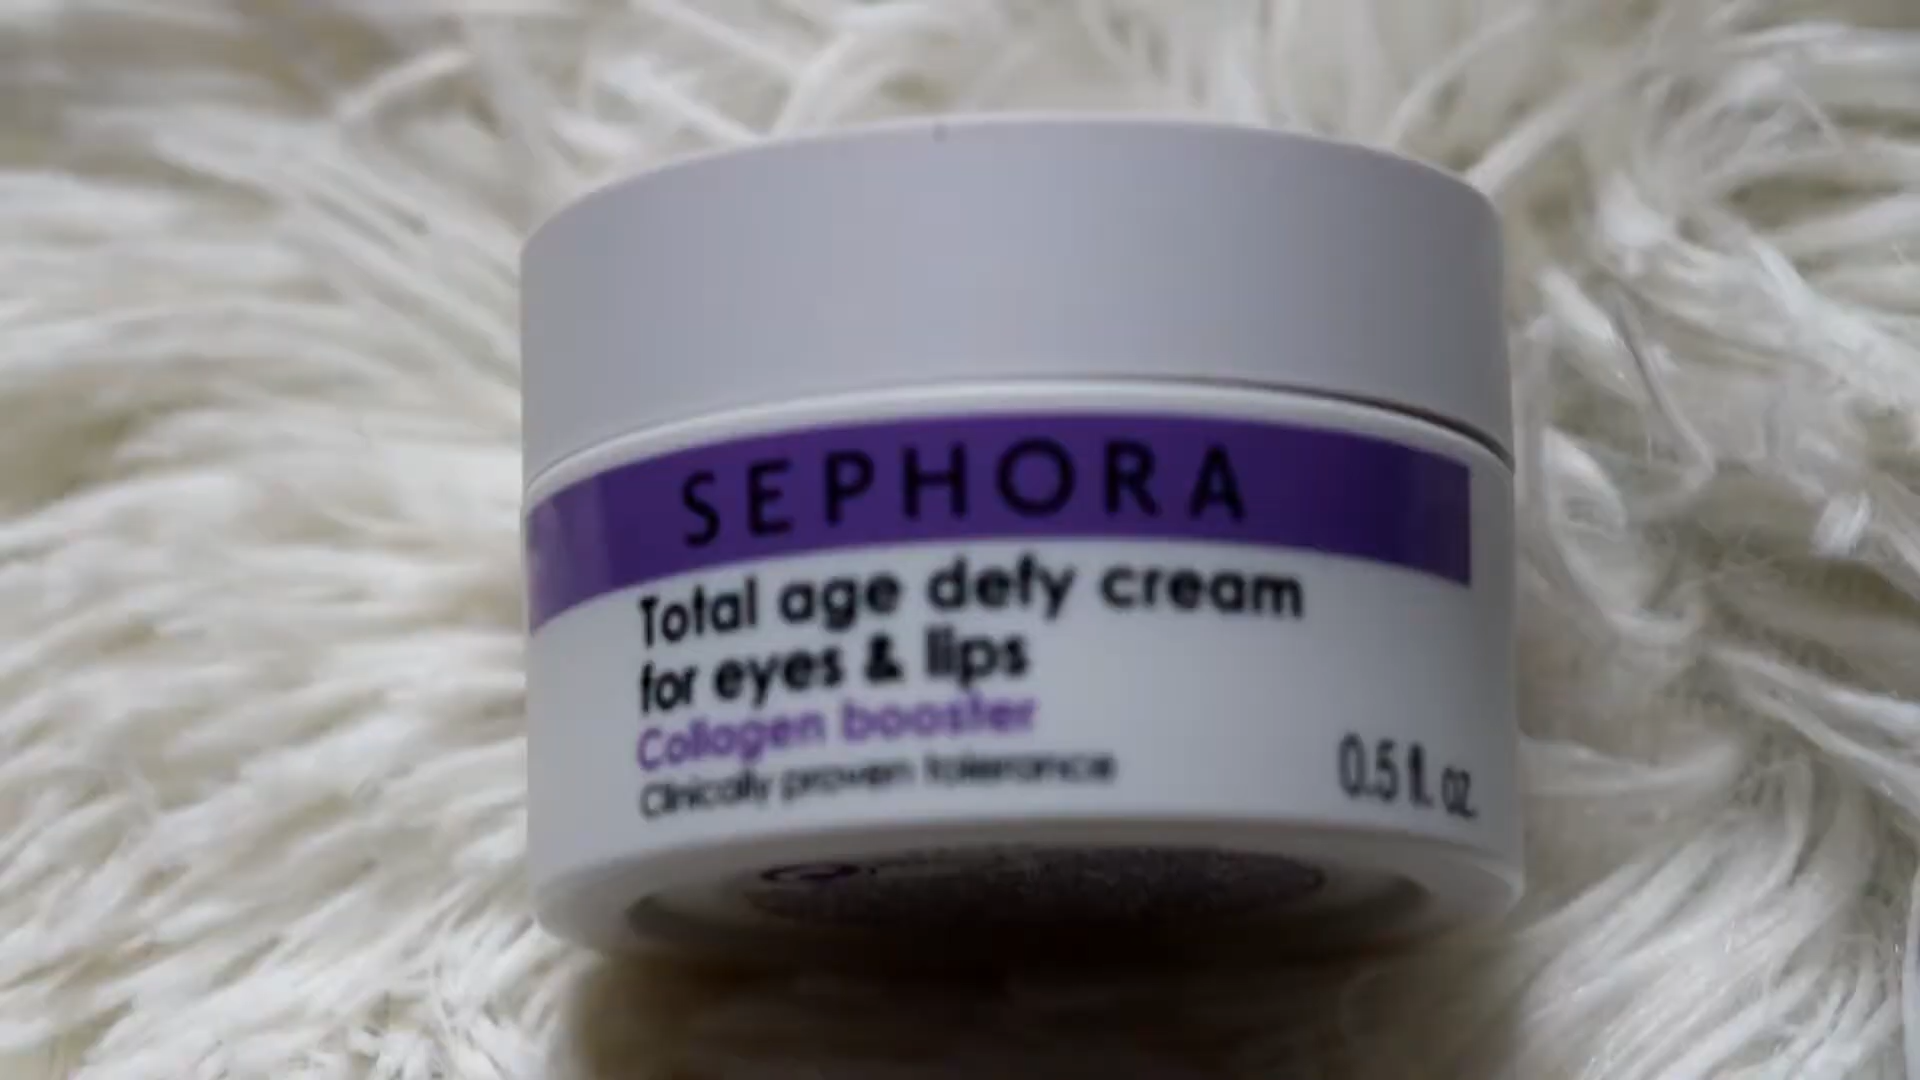 SEPHORA
Total age defy cream
for eyes & lips
Collagen booster
Clinically proven tolerance
0.5 fl. oz